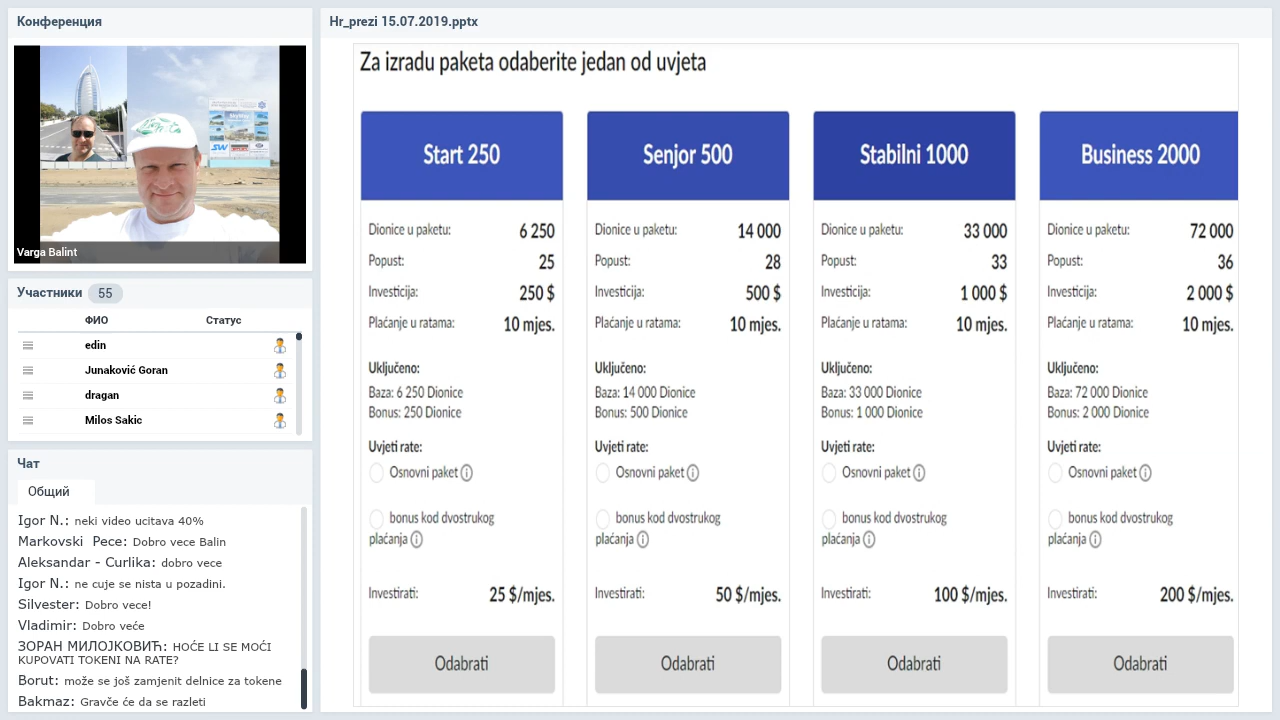 Конференция
SW
Varga Balint
Участники 55
ФИО Статус
edin
Junaković Goran
dragan
Milos Sakic
Чат
Общий
Igor N.: neki video ucitava 40%
Markovski Pece: Dobro vece Balin
Aleksandar - Curlika: dobro vece
Igor N.: ne cuje se nista u pozadini.
Silvester: Dobro vece!
Vladimir: Dobro veće
ЗОРАН МИЛОЈКОВИЋ: HOĆE LI SE MOĆI
KUPOVATI TOKENI NA RATE?
Borut: može se još zamjenit delnice za tokene
Bakmaz: Gravče će da se razleti
Hr_prezi 15.07.2019.pptx
Za izradu paketa odaberite jedan od uvjeta
Start 250
Dionice u paketu: 6 250
Popust: 25
Investicija: 250 $
Plaćanje u ratama: 10 mjes.
Uključeno:
Baza: 6 250 Dionice
Bonus: 250 Dionice
Uvjeti rate:
Osnovni paket
bonus kod dvostrukog
plaćanja
Investirati: 25 $/mjes.
Odabrati
Senjor 500
Dionice u paketu: 14 000
Popust: 28
Investicija: 500 $
Plaćanje u ratama: 10 mjes.
Uključeno:
Baza: 14 000 Dionice
Bonus: 500 Dionice
Uvjeti rate:
Osnovni paket
bonus kod dvostrukog
plaćanja
Investirati: 50 $/mjes.
Odabrati
Stabilni 1000
Dionice u paketu: 33 000
Popust: 33
Investicija: 1 000 $
Plaćanje u ratama: 10 mjes.
Uključeno:
Baza: 33 000 Dionice
Bonus: 1 000 Dionice
Uvjeti rate:
Osnovni paket
bonus kod dvostrukog
plaćanja
Investirati: 100 $/mjes.
Odabrati
Business 2000
Dionice u paketu: 72 000
Popust: 36
Investicija: 2 000 $
Plaćanje u ratama: 10 mjes.
Uključeno:
Baza: 72 000 Dionice
Bonus: 2 000 Dionice
Uvjeti rate:
Osnovni paket
bonus kod dvostrukog
plaćanja
Investirati: 200 $/mjes.
Odabrati